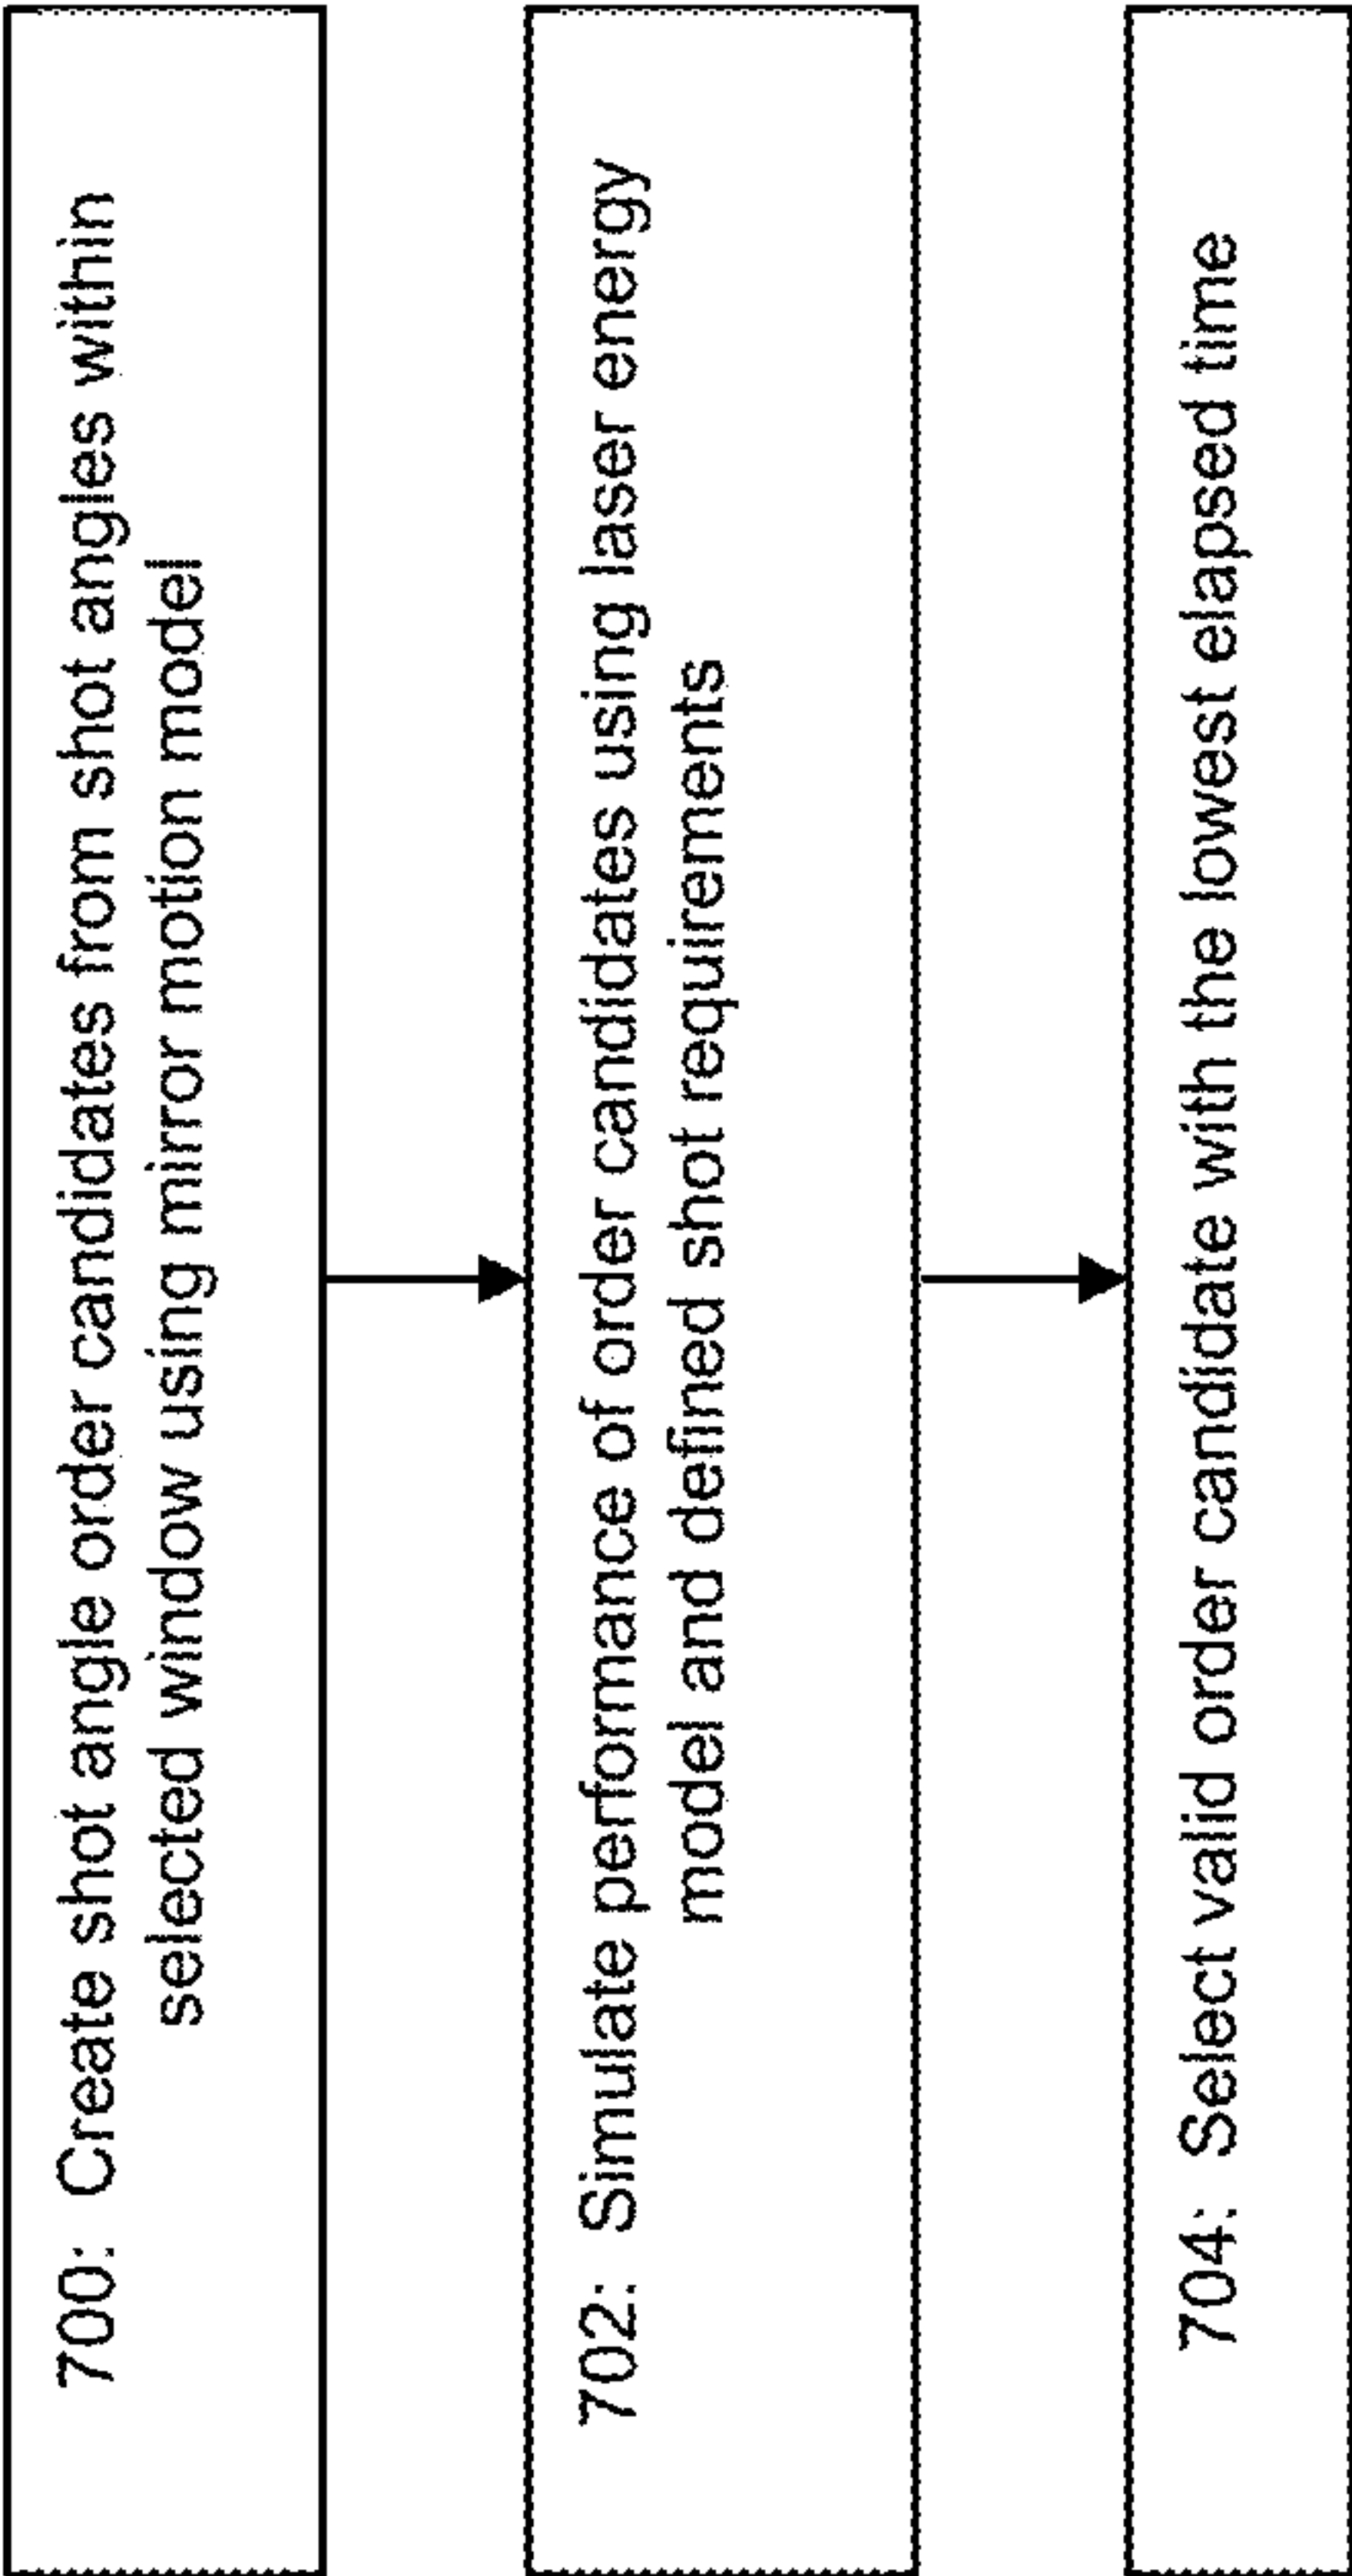 700: Create shot angle order candidates from shot angles within
selected window using mirror motion model
702: Simulate performance of order candidates using laser energy
model and defined shot requirements
704: Select valid order candidate with the lowest elapsed time